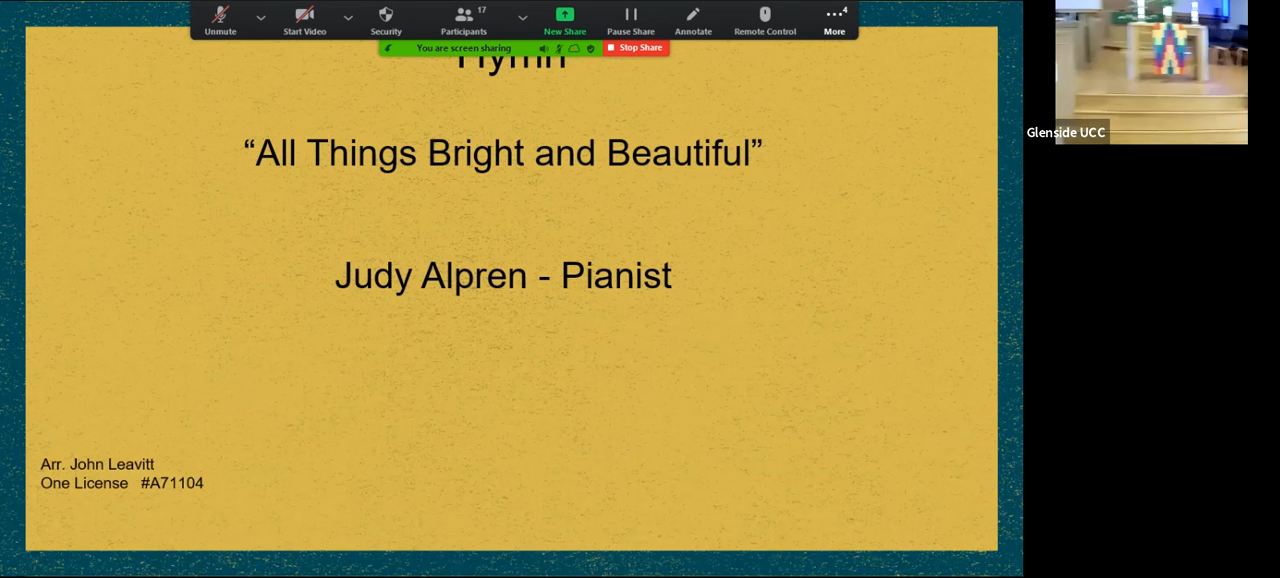 17
4
Unmute
Start Video
Security
Participants
New Share
Pause Share
Annotate
Remote Control
More
You are screen sharing
Stop Share
Hymn
“All Things Bright and Beautiful”
Judy Alpren - Pianist
Arr. John Leavitt
One License #A71104
Glenside UCC